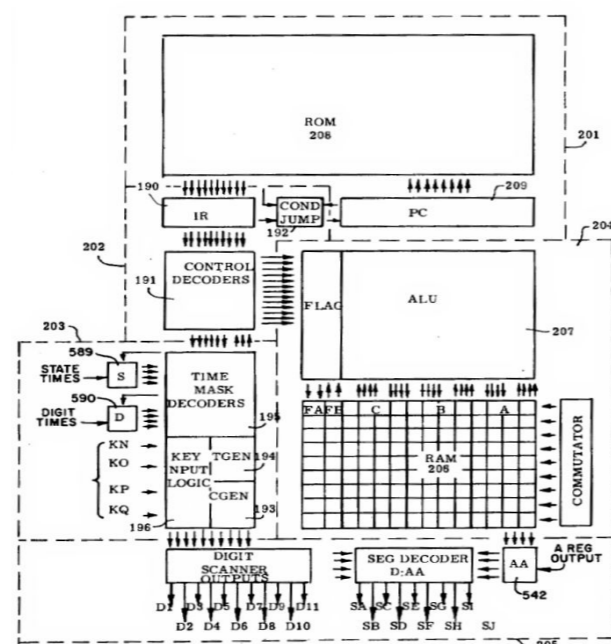 ROM
208
201
190
IR
COND
JUMP
192
PC
209
204
202
191
CONTROL
DECODERS
FLAG
ALU
207
203
589
STATE
TIMES
S
590
DIGIT
TIMES
D
TIME
MASK
DECODERS
195
FA
FB
C
B
A
RAM
206
COMMUTATOR
KN
KO
KP
KQ
KEY
INPUT
LOGIC
196
TGEN
194
CGEN
193
DIGIT
SCANNER
OUTPUTS
SEG DECODER
D:AA
AA
542
A REG
OUTPUT
D1 D3 D5 D7 D9 D11
D2 D4 D6 D8 D10
SA SC SE SG SI
SB SD SF SH SJ